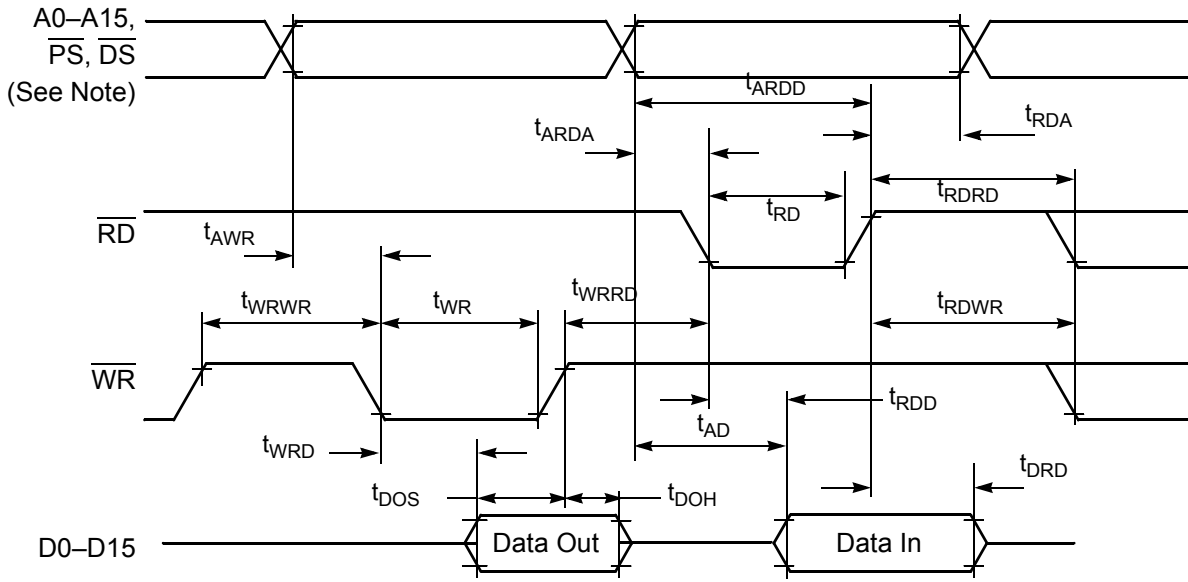 A0–A15,
PS, DS
(See Note)
tARDD
tRDA
tARDA
tRDRD
tRD
RD
tAWR
tWRRD
tWRWR
tWR
tRDWR
WR
tRDD
tAD
tWRD
tDRD
tDOS
tDOH
D0–D15
Data Out
Data In